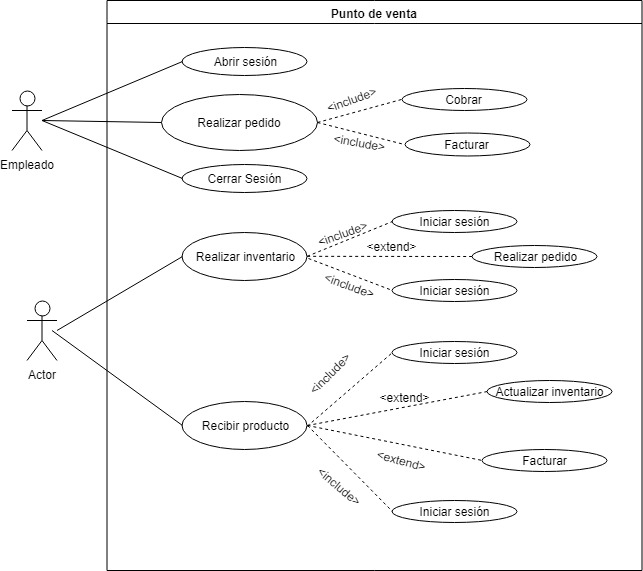 Punto de venta
Abrir sesión
Empleado
Realizar pedido
<include>
Cobrar
<include>
Facturar
Cerrar Sesión
Actor
Realizar inventario
<include>
Iniciar sesión
<extend>
Realizar pedido
<include>
Iniciar sesión
Recibir producto
<include>
Iniciar sesión
<extend>
Actualizar inventario
<extend>
Facturar
<include>
Iniciar sesión